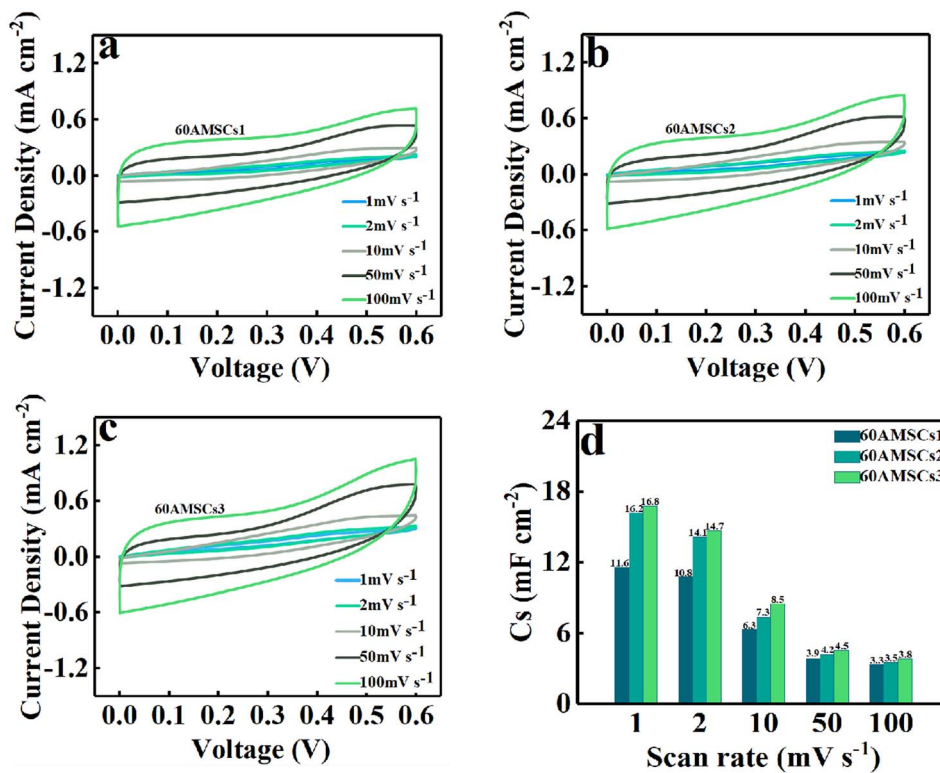 a
60AMSCs1
Current Density (mA cm⁻²)
1.2
0.6
0.0
-0.6
-1.2
1mV s⁻¹
2mV s⁻¹
10mV s⁻¹
50mV s⁻¹
100mV s⁻¹
0.0 0.1 0.2 0.3 0.4 0.5 0.6
Voltage (V)
b
60AMSCs2
Current Density (mA cm⁻²)
1.2
0.6
0.0
-0.6
-1.2
1mV s⁻¹
2mV s⁻¹
10mV s⁻¹
50mV s⁻¹
100mV s⁻¹
0.0 0.1 0.2 0.3 0.4 0.5 0.6
Voltage (V)
c
60AMSCs3
Current Density (mA cm⁻²)
1.2
0.6
0.0
-0.6
-1.2
1mV s⁻¹
2mV s⁻¹
10mV s⁻¹
50mV s⁻¹
100mV s⁻¹
0.0 0.1 0.2 0.3 0.4 0.5 0.6
Voltage (V)
d
60AMSCs1
60AMSCs2
60AMSCs3
Cs (mF cm⁻²)
24
18
12
6
0
11.6 16.2 16.8
10.8 14.1 14.7
6.3 7.3 8.5
3.9 4.2 4.5
3.3 3.5 3.8
1 2 10 50 100
Scan rate (mV s⁻¹)